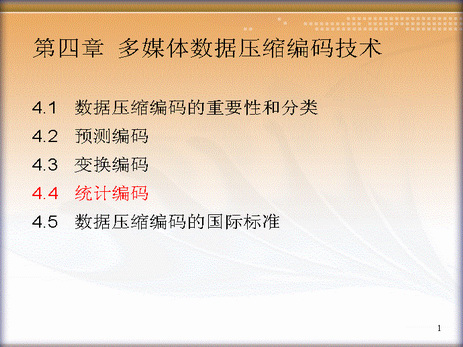 第四章 多媒体数据压缩编码技术
4.1 数据压缩编码的重要性和分类
4.2 预测编码
4.3 变换编码
4.4 统计编码
4.5 数据压缩编码的国际标准
1